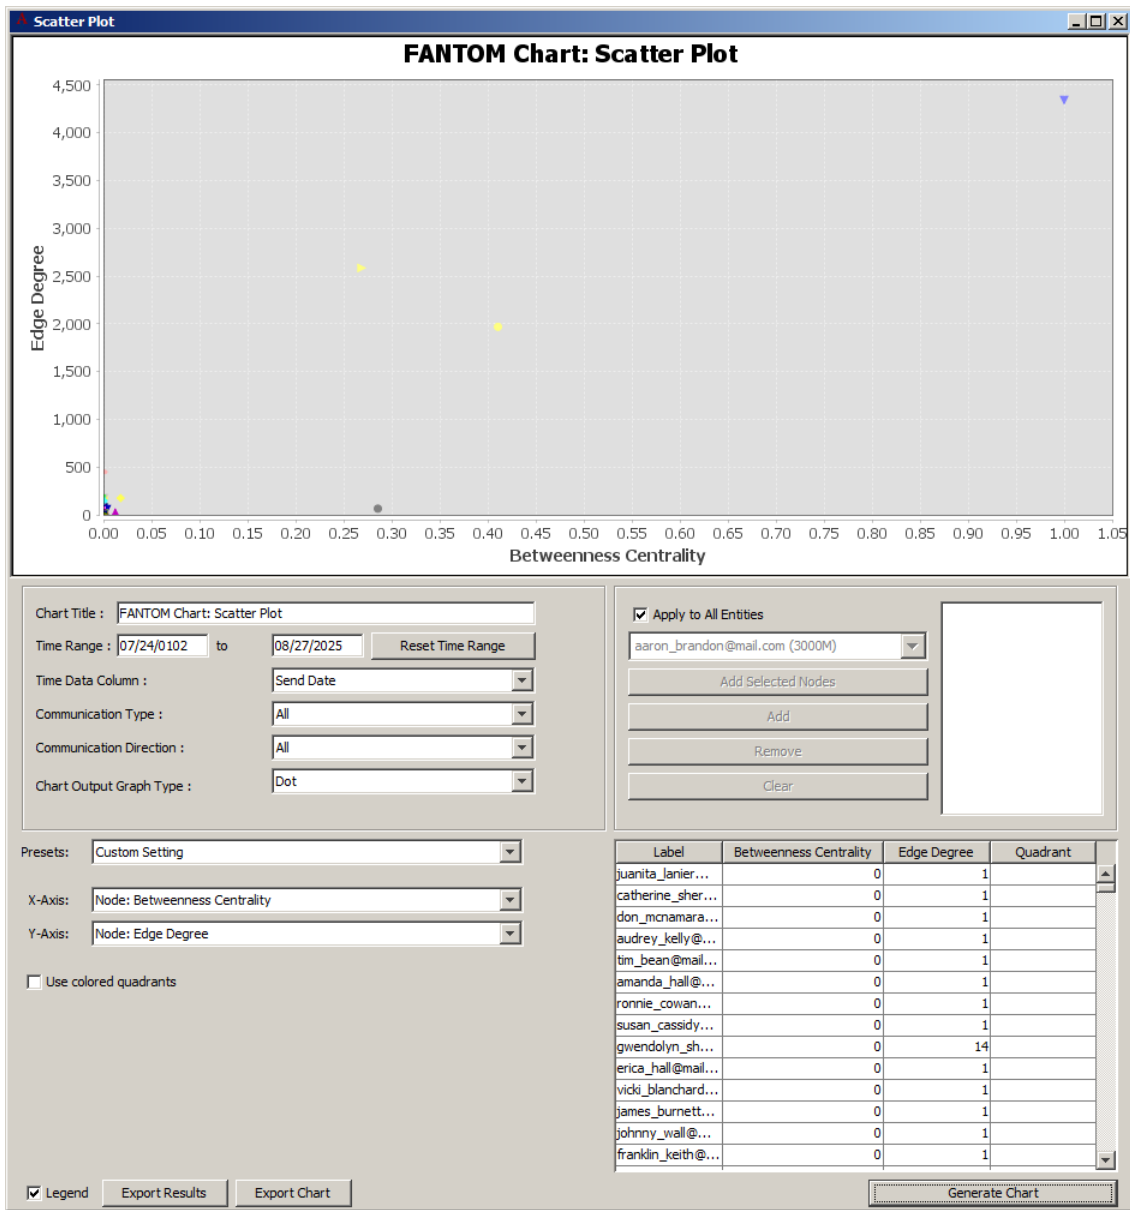 Scatter Plot
FANTOM Chart: Scatter Plot
4,500
4,000
3,500
3,000
2,500
2,000
1,500
1,000
500
0
Edge Degree
0.00 0.05 0.10 0.15 0.20 0.25 0.30 0.35 0.40 0.45 0.50 0.55 0.60 0.65 0.70 0.75 0.80 0.85 0.90 0.95 1.00 1.05
Betweenness Centrality
Chart Title : FANTOM Chart: Scatter Plot
Time Range : 07/24/0102 to 08/27/2025 Reset Time Range
Time Data Column : Send Date
Communication Type : All
Communication Direction : All
Chart Output Graph Type : Dot
Apply to All Entities
aaron_brandon@mail.com (3000M)
Add Selected Nodes
Add
Remove
Clear
Presets: Custom Setting
X-Axis: Node: Betweenness Centrality
Y-Axis: Node: Edge Degree
Use colored quadrants
Label Betweenness Centrality Edge Degree Quadrant
juanita_lanier... 0 1
catherine_sher... 0 1
don_mcnamara... 0 1
audrey_kelly@... 0 1
tim_bean@mail... 0 1
amanda_hall@... 0 1
ronnie_cowan... 0 1
susan_cassidy... 0 1
gwendolyn_sh... 0 14
erica_hall@mail... 0 1
vicki_blanchard... 0 1
james_burnett... 0 1
johnny_wall@... 0 1
franklin_keith@... 0 1
Legend Export Results Export Chart Generate Chart